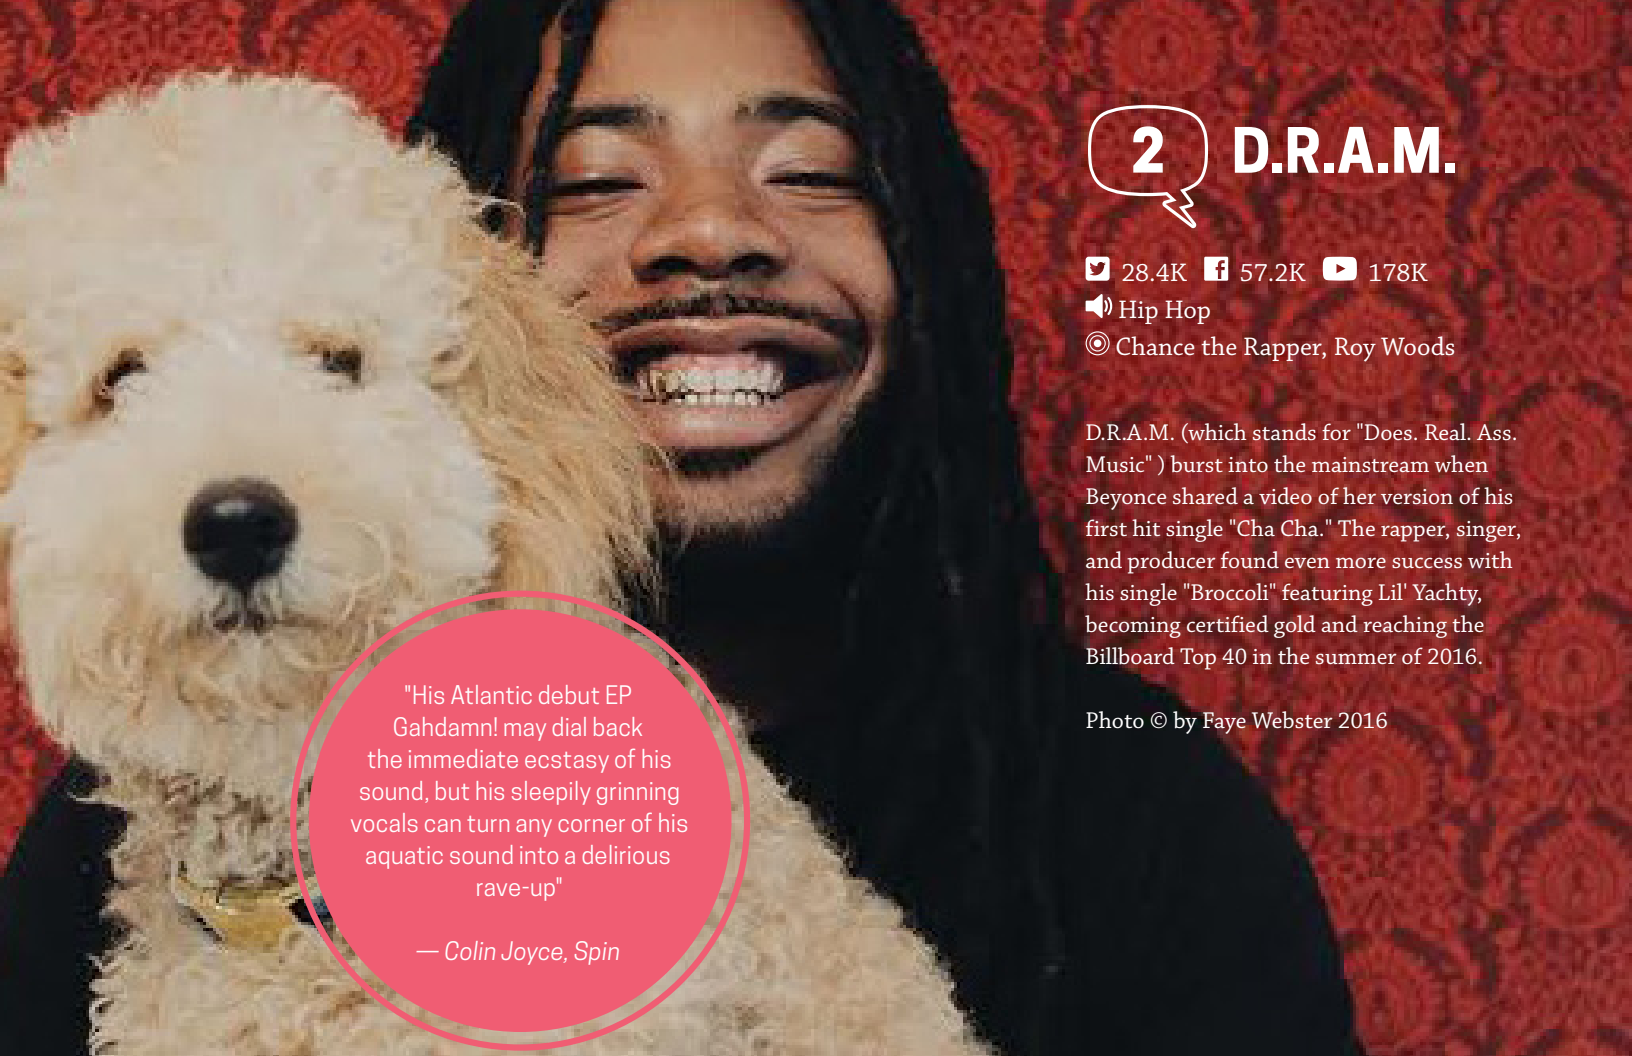 2 D.R.A.M.
28.4K 57.2K 178K
Hip Hop
Chance the Rapper, Roy Woods
D.R.A.M. (which stands for "Does. Real. Ass.
Music" ) burst into the mainstream when
Beyonce shared a video of her version of his
first hit single "Cha Cha." The rapper, singer,
and producer found even more success with
his single "Broccoli" featuring Lil' Yachty,
becoming certified gold and reaching the
Billboard Top 40 in the summer of 2016.
Photo © by Faye Webster 2016
"His Atlantic debut EP
Gahdamn! may dial back
the immediate ecstasy of his
sound, but his sleepily grinning
vocals can turn any corner of his
aquatic sound into a delirious
rave-up"
— Colin Joyce, Spin